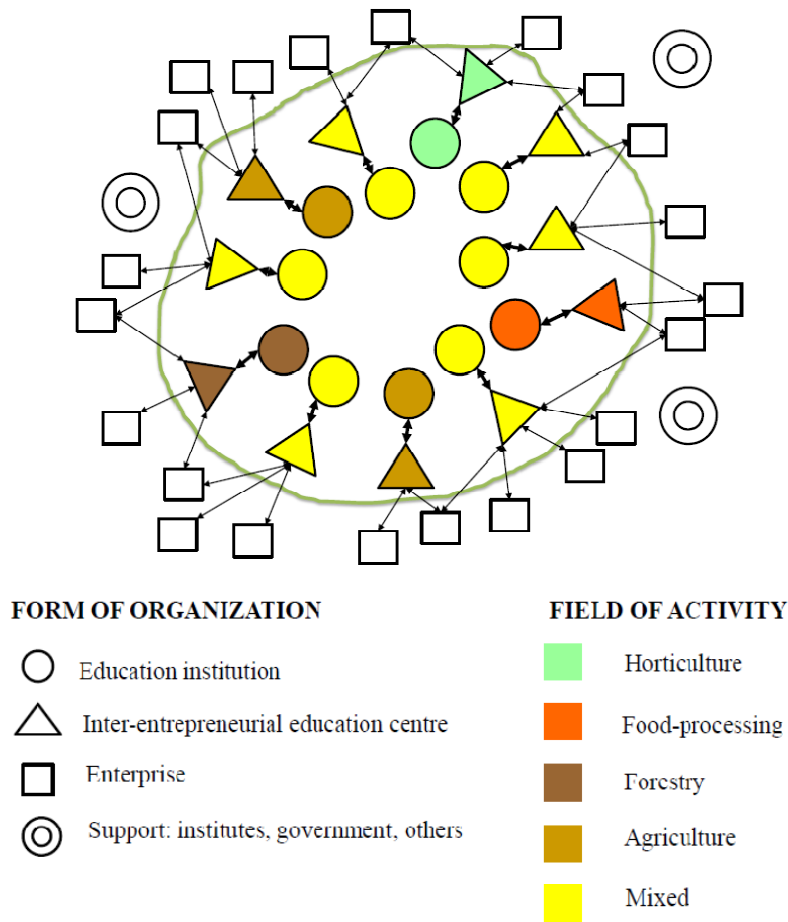 FORM OF ORGANIZATION
Education institution
Inter-entrepreneurial education centre
Enterprise
Support: institutes, government, others
FIELD OF ACTIVITY
Horticulture
Food-processing
Forestry
Agriculture
Mixed